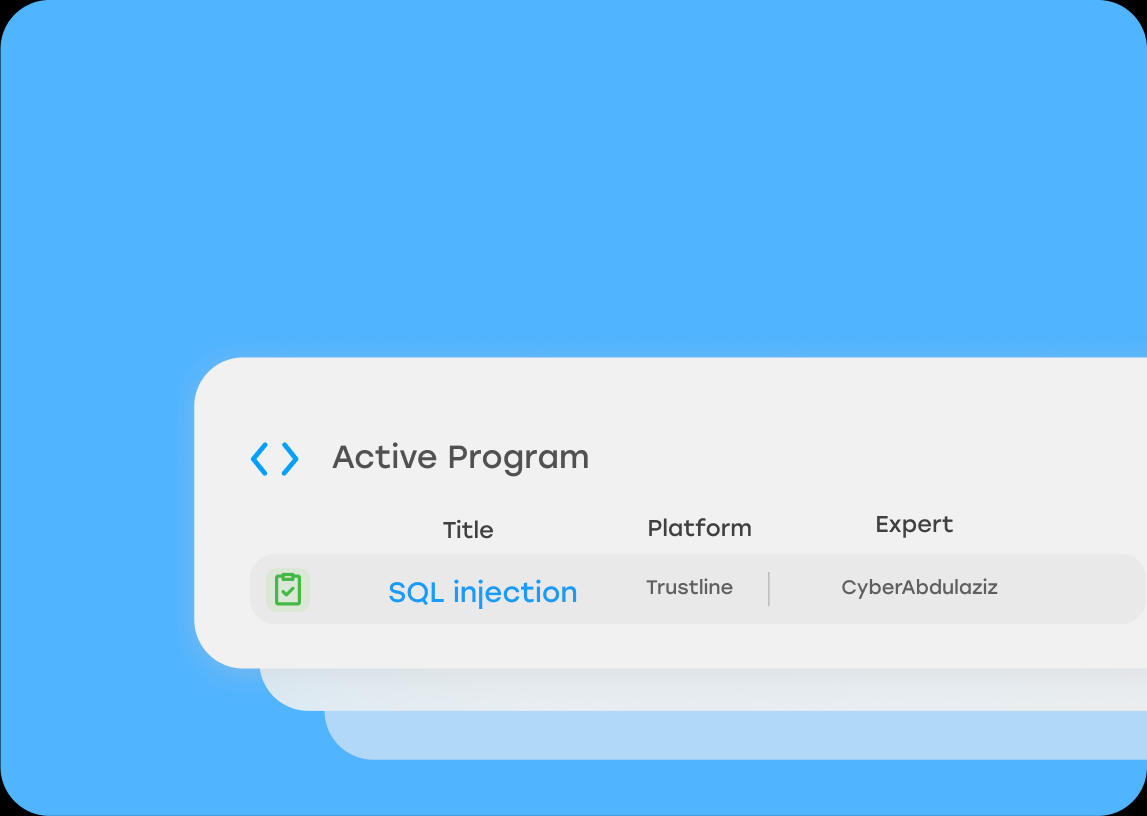 Active Program
Title Platform Expert
SQL injection Trustline CyberAbdulaziz